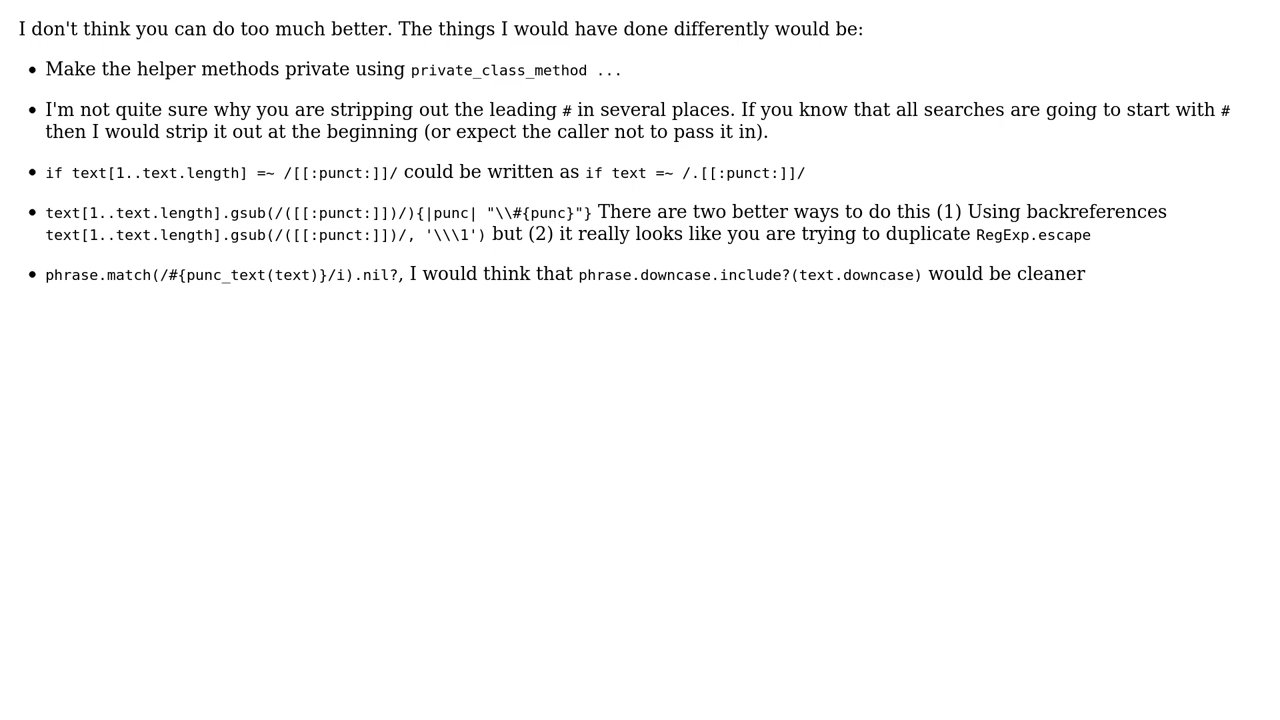 I don't think you can do too much better. The things I would have done differently would be:
• Make the helper methods private using private_class_method ...
• I'm not quite sure why you are stripping out the leading # in several places. If you know that all searches are going to start with #
then I would strip it out at the beginning (or expect the caller not to pass it in).
• if text[1..text.length] =~ /[[:punct:]]/ could be written as if text =~ /.[[:punct:]]/
• text[1..text.length].gsub(/([[:punct:]])/){|punc| "\\#{punc}"} There are two better ways to do this (1) Using backreferences
text[1..text.length].gsub(/([[:punct:]])/, '\\\1') but (2) it really looks like you are trying to duplicate RegExp.escape
• phrase.match(/#{punc_text(text)}/i).nil?, I would think that phrase.downcase.include?(text.downcase) would be cleaner